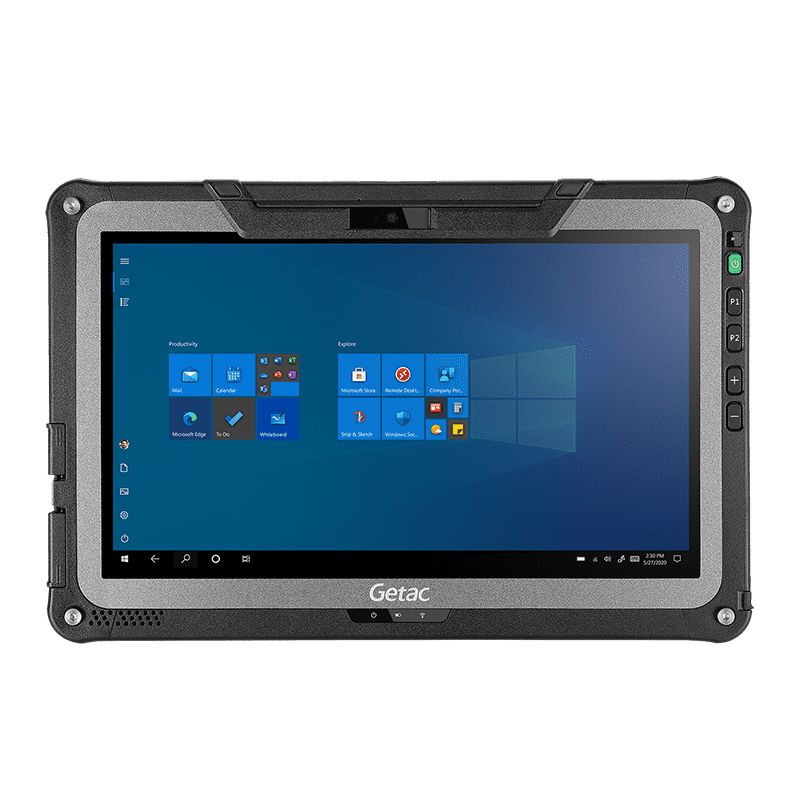 Productivity
Explore
Mail
Calendar
Microsoft Store
Remote Deskt...
Company Por...
Microsoft Edge
To Do
Whiteboard
Snip & Sketch
Windows Sec...
2:30 PM
5/27/2020
P1
P2
Getac